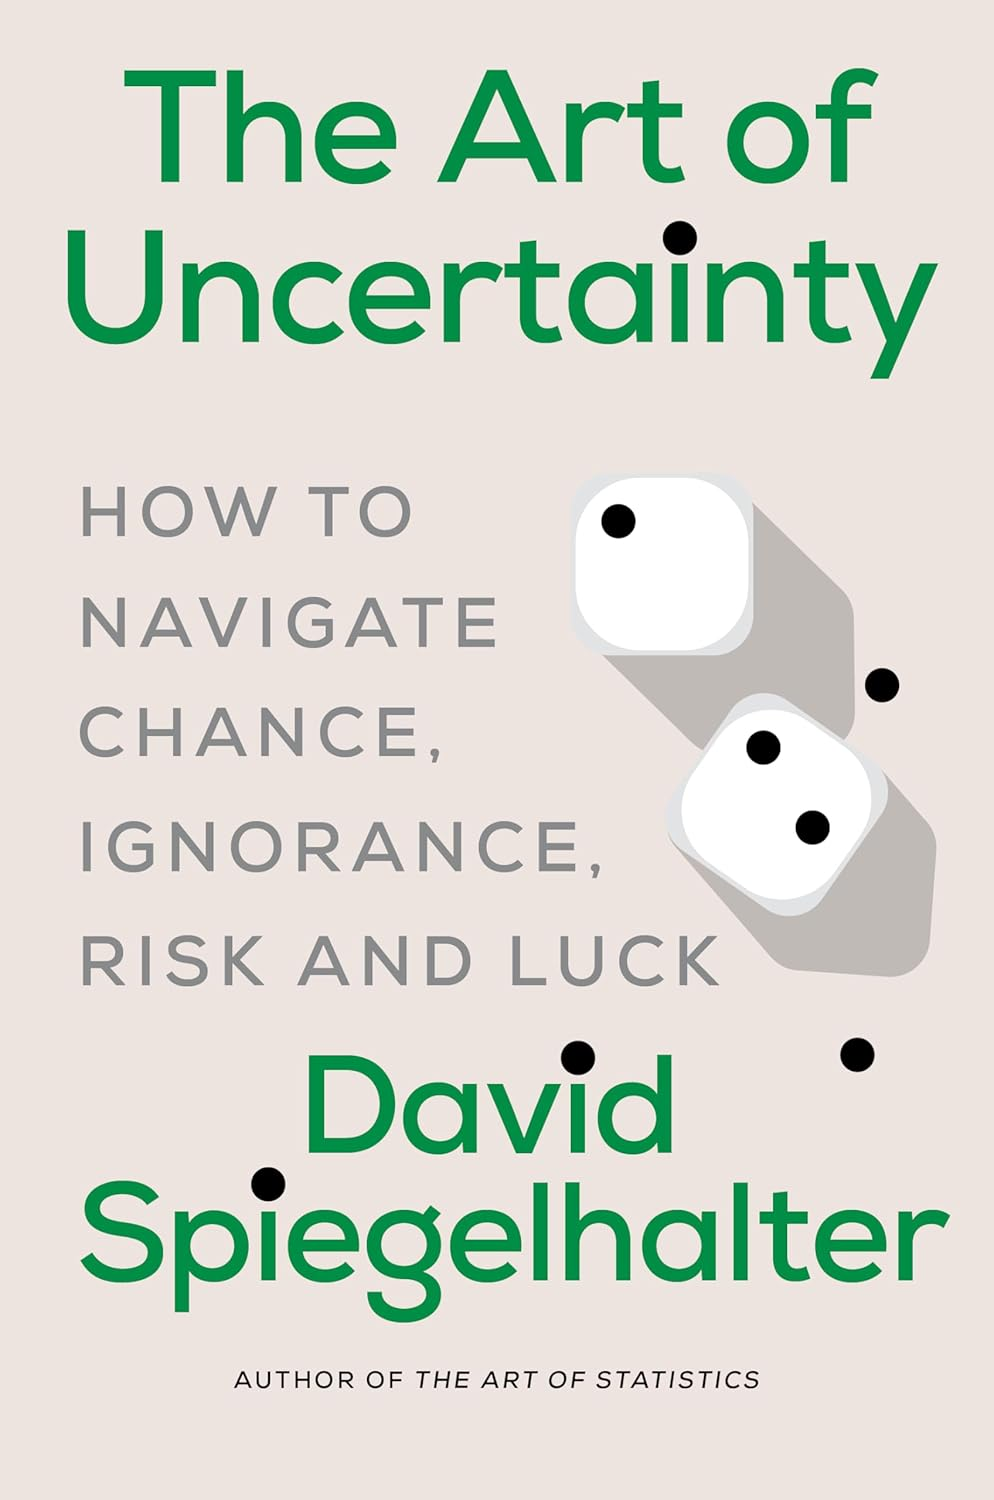 The Art of
Uncertainty
HOW TO
NAVIGATE
CHANCE,
IGNORANCE,
RISK AND LUCK
David
Spiegelhalter
AUTHOR OF THE ART OF STATISTICS